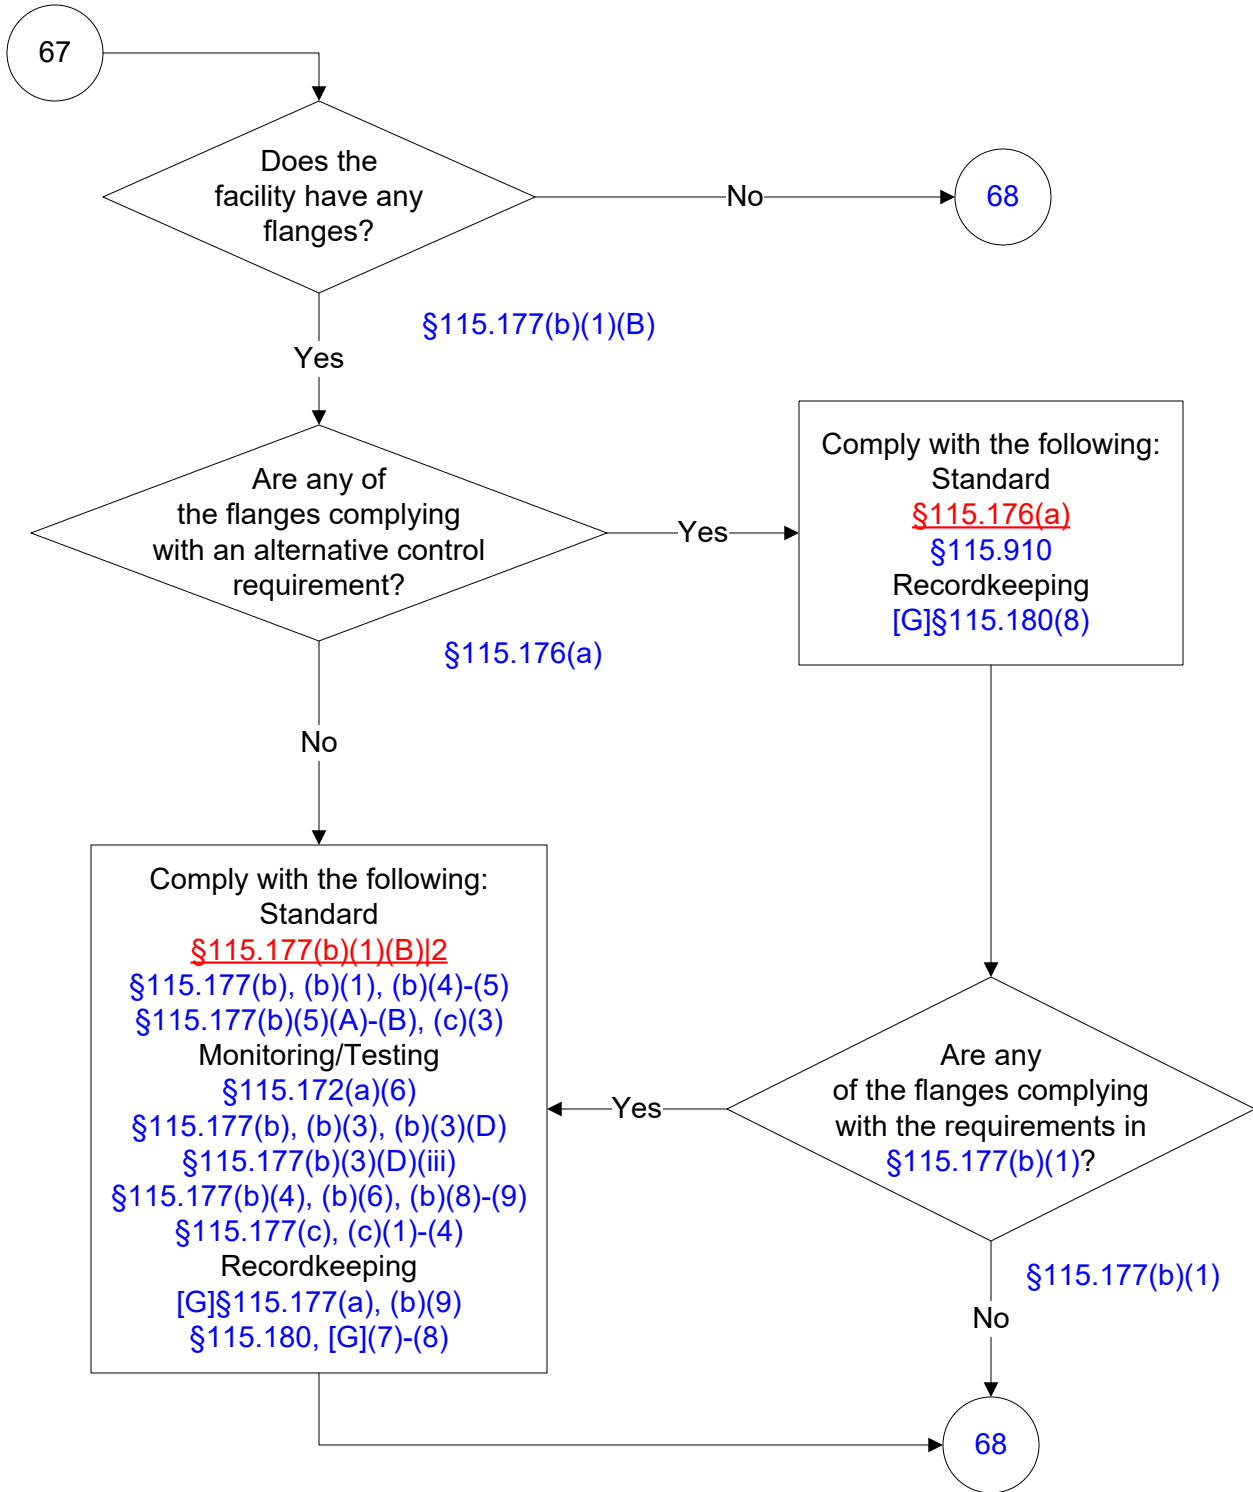 67
Does the
facility have any
flanges?
No
68
§115.177(b)(1)(B)
Yes
Are any of
the flanges complying
with an alternative control
requirement?
Yes
Comply with the following:
Standard
§115.176(a)
§115.910
Recordkeeping
[G]§115.180(8)
§115.176(a)
No
Comply with the following:
Standard
§115.177(b)(1)(B)|2
§115.177(b), (b)(1), (b)(4)-(5)
§115.177(b)(5)(A)-(B), (c)(3)
Monitoring/Testing
§115.172(a)(6)
§115.177(b), (b)(3), (b)(3)(D)
§115.177(b)(3)(D)(iii)
§115.177(b)(4), (b)(6), (b)(8)-(9)
§115.177(c), (c)(1)-(4)
Recordkeeping
[G]§115.177(a), (b)(9)
§115.180, [G](7)-(8)
Yes
Are any
of the flanges complying
with the requirements in
§115.177(b)(1)?
§115.177(b)(1)
No
68